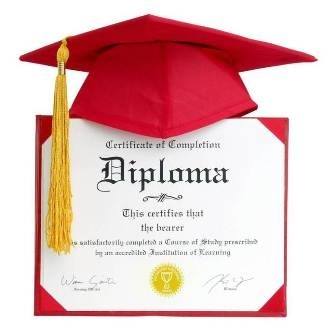 Certificate of Completion
Diploma
This certifies that
the bearer
satisfactorily completed a Course of Study prescribed
by an accredited Institution of Learning